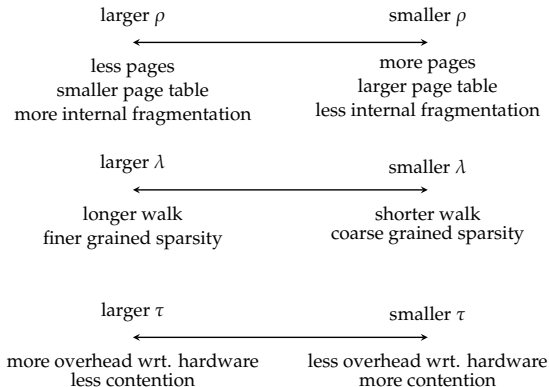 larger ρ
smaller ρ
less pages
smaller page table
more internal fragmentation
more pages
larger page table
less internal fragmentation
larger λ
smaller λ
longer walk
finer grained sparsity
shorter walk
coarse grained sparsity
larger τ
smaller τ
more overhead wrt. hardware
less contention
less overhead wrt. hardware
more contention